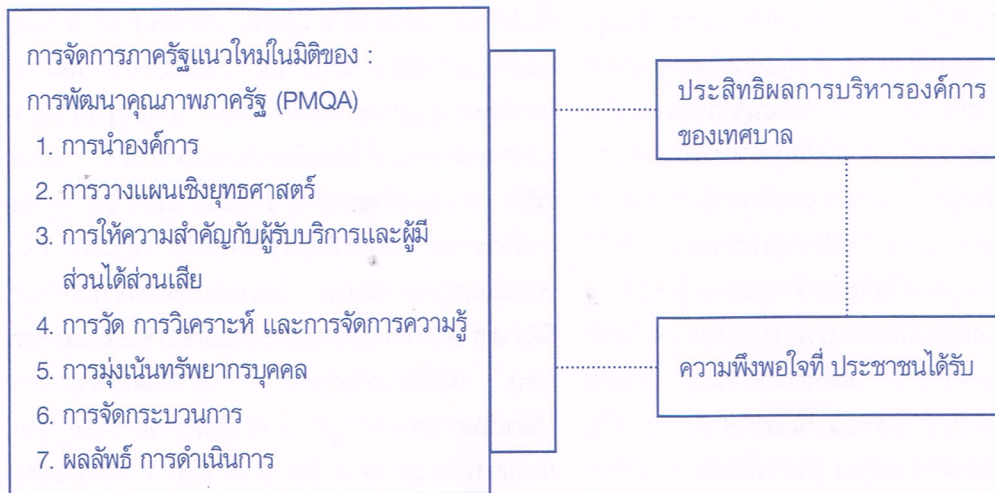 การจัดการภาครัฐแนวใหม่ในมิติของ :
การพัฒนาคุณภาพภาครัฐ (PMQA)
1. การนำองค์การ
2. การวางแผนเชิงยุทธศาสตร์
3. การให้ความสำคัญกับผู้รับบริการและผู้มี
ส่วนได้ส่วนเสีย
4. การวัด การวิเคราะห์ และการจัดการความรู้
5. การมุ่งเน้นทรัพยากรบุคคล
6. การจัดกระบวนการ
7. ผลลัพธ์ การดำเนินการ
ประสิทธิผลการบริหารองค์การ
ของเทศบาล
ความพึงพอใจที่ ประชาชนได้รับ